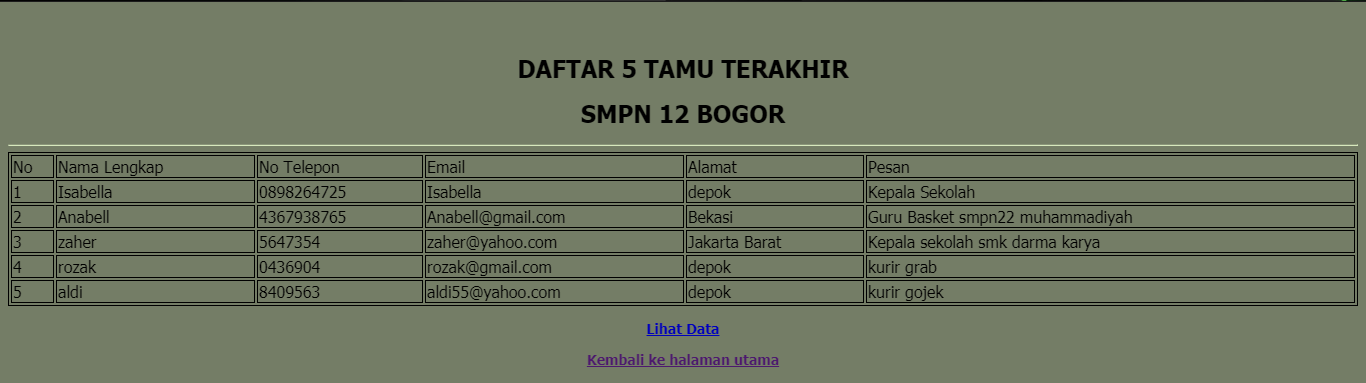 DAFTAR 5 TAMU TERAKHIR
SMPN 12 BOGOR
No Nama Lengkap No Telepon Email Alamat Pesan
1 Isabella 0898264725 Isabella depok Kepala Sekolah
2 Anabell 4367938765 Anabell@gmail.com Bekasi Guru Basket smpn22 muhammadiyah
3 zaher 5647354 zaher@yahoo.com Jakarta Barat Kepala sekolah smk darma karya
4 rozak 0436904 rozak@gmail.com depok kurir grab
5 aldi 8409563 aldi55@yahoo.com depok kurir gojek
Lihat Data
Kembali ke halaman utama